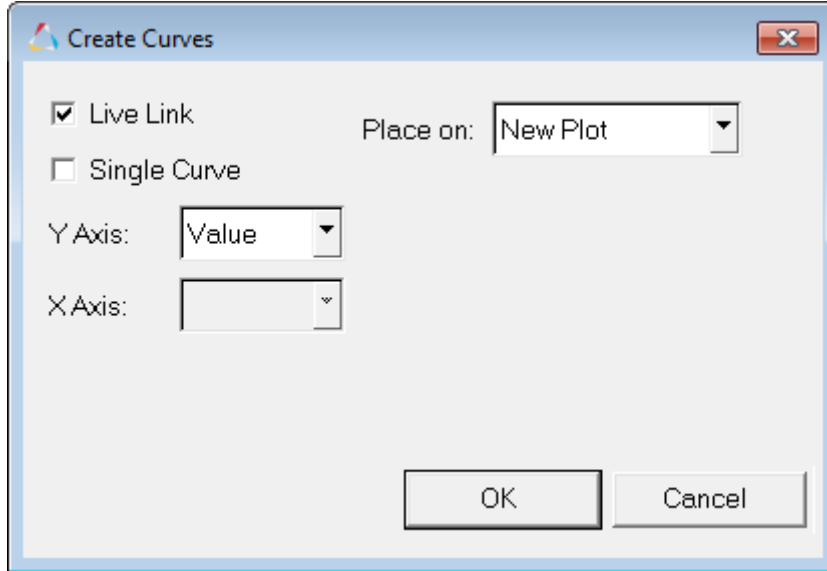 Create Curves
Live Link
Place on: New Plot
Single Curve
Y Axis: Value
X Axis:
OK Cancel